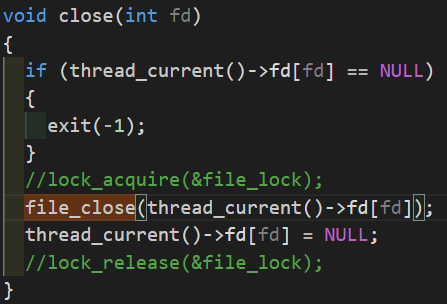 void close(int fd)
{
  if (thread_current()->fd[fd] == NULL)
  {
    exit(-1);
  }
  //lock_acquire(&file_lock);
  file_close(thread_current()->fd[fd]);
  thread_current()->fd[fd] = NULL;
  //lock_release(&file_lock);
}